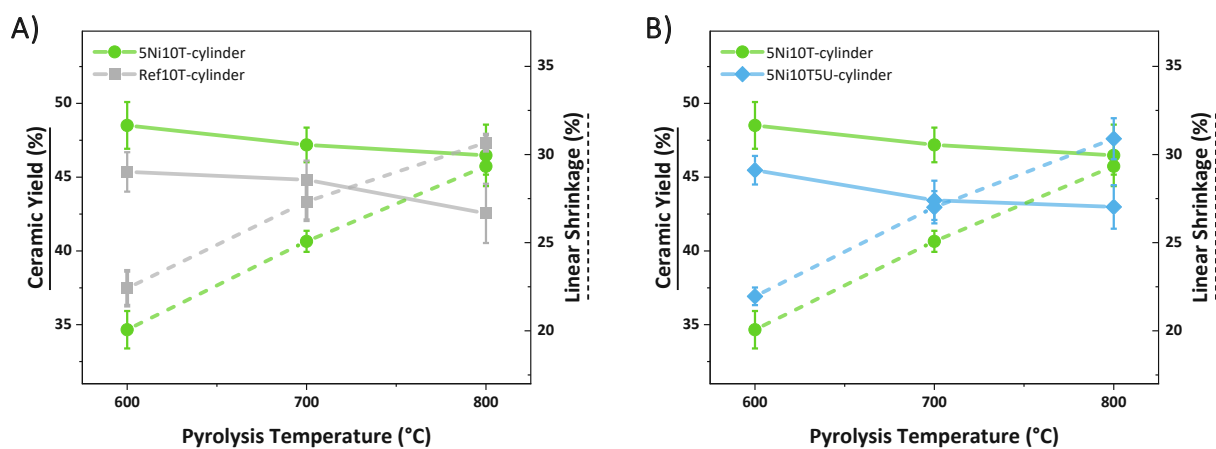 A)
5Ni10T-cylinder
Ref10T-cylinder
Ceramic Yield (%)
50
45
40
35
35
30
25
20
Linear Shrinkage (%)
600
700
800
Pyrolysis Temperature (°C)
B)
5Ni10T-cylinder
5Ni10T5U-cylinder
Ceramic Yield (%)
50
45
40
35
35
30
25
20
Linear Shrinkage (%)
600
700
800
Pyrolysis Temperature (°C)